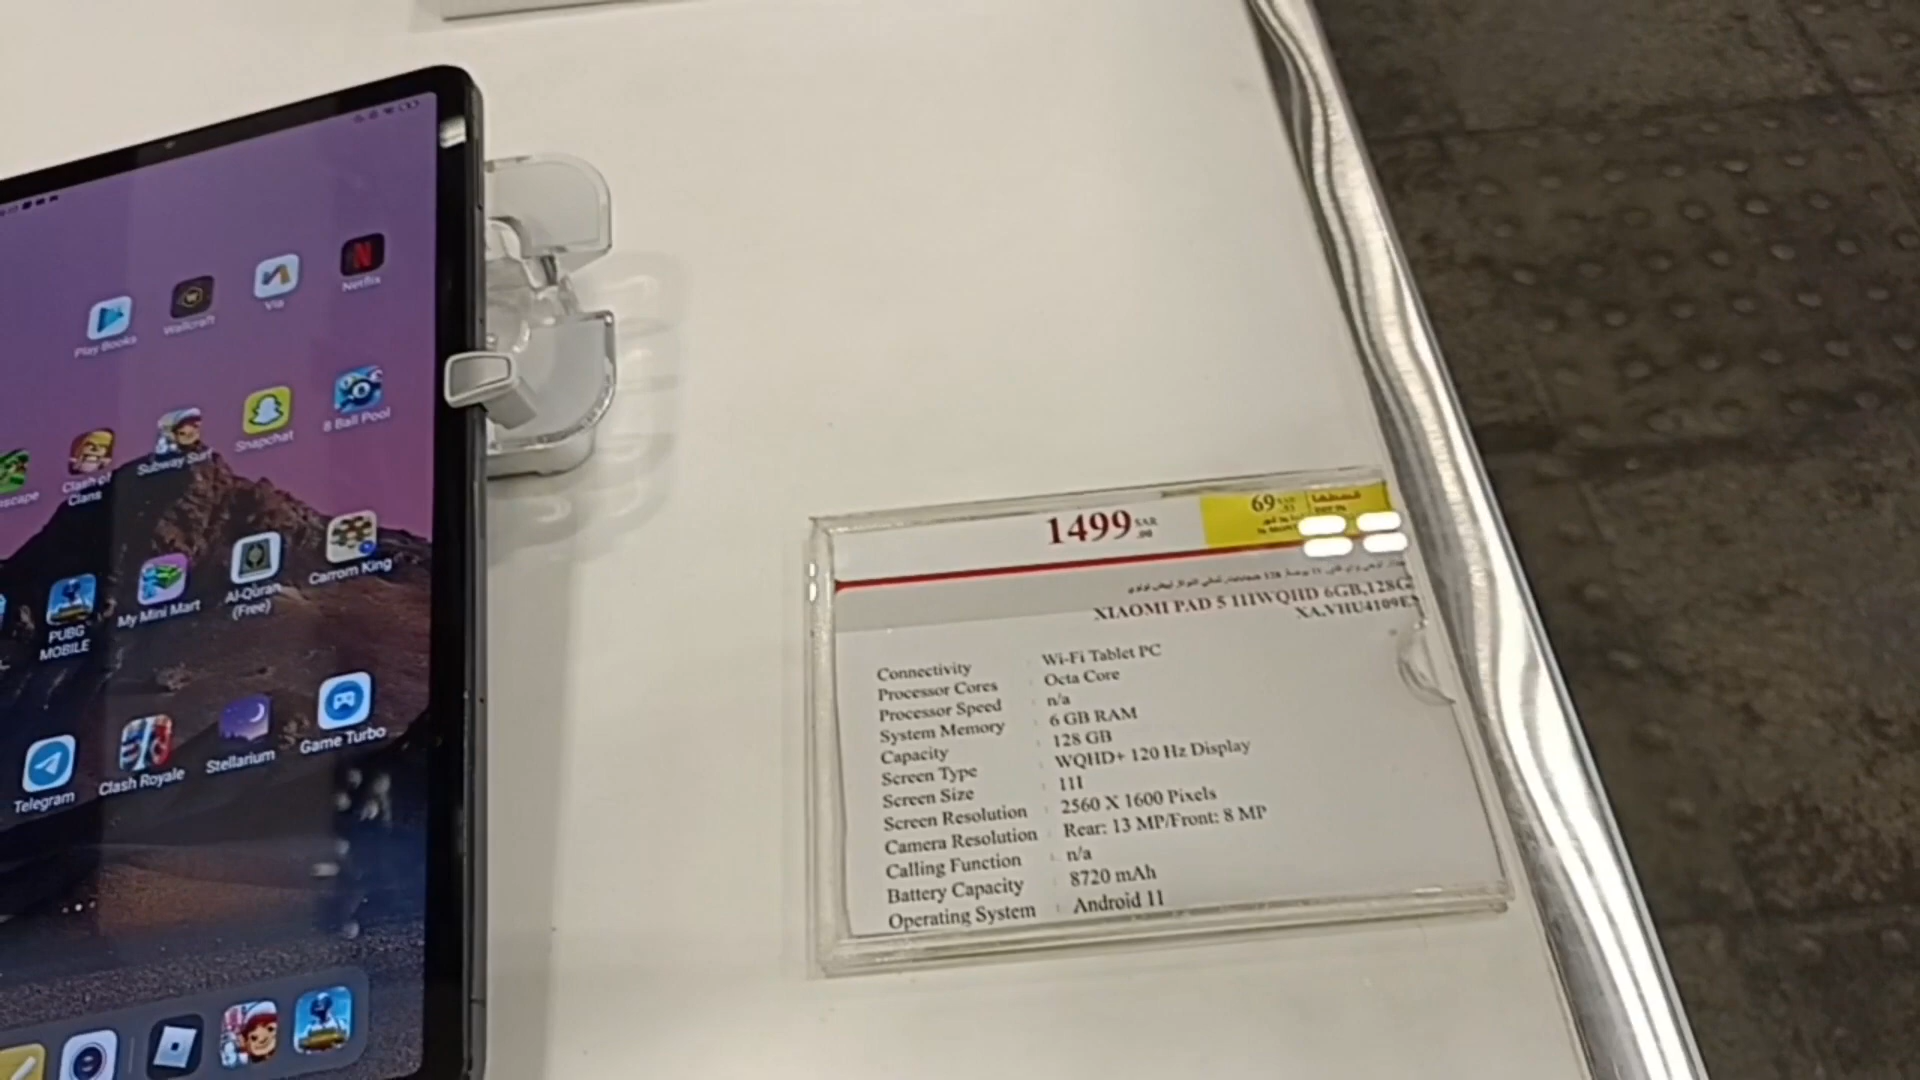 Netflix
Via
Wallcraft
Play Books
8 Ball Pool
Snapchat
Subway Surf
Clash of
Clans
scape
Carrom King
Al-Quran
(Free)
My Mini Mart
PUBG
MOBILE
Game Turbo
Stellarium
Clash Royale
Telegram
1499 SAR .00
69
قسطها
XIAOMI PAD 5 11IWQHD 6GB,128G
XA,VHU4109E
Connectivity : Wi-Fi Tablet PC
Processor Cores : Octa Core
Processor Speed : n/a
System Memory : 6 GB RAM
Capacity : 128 GB
Screen Type : WQHD+ 120 Hz Display
Screen Size : 11I
Screen Resolution : 2560 X 1600 Pixels
Camera Resolution : Rear: 13 MP/Front: 8 MP
Calling Function : n/a
Battery Capacity : 8720 mAh
Operating System : Android 11